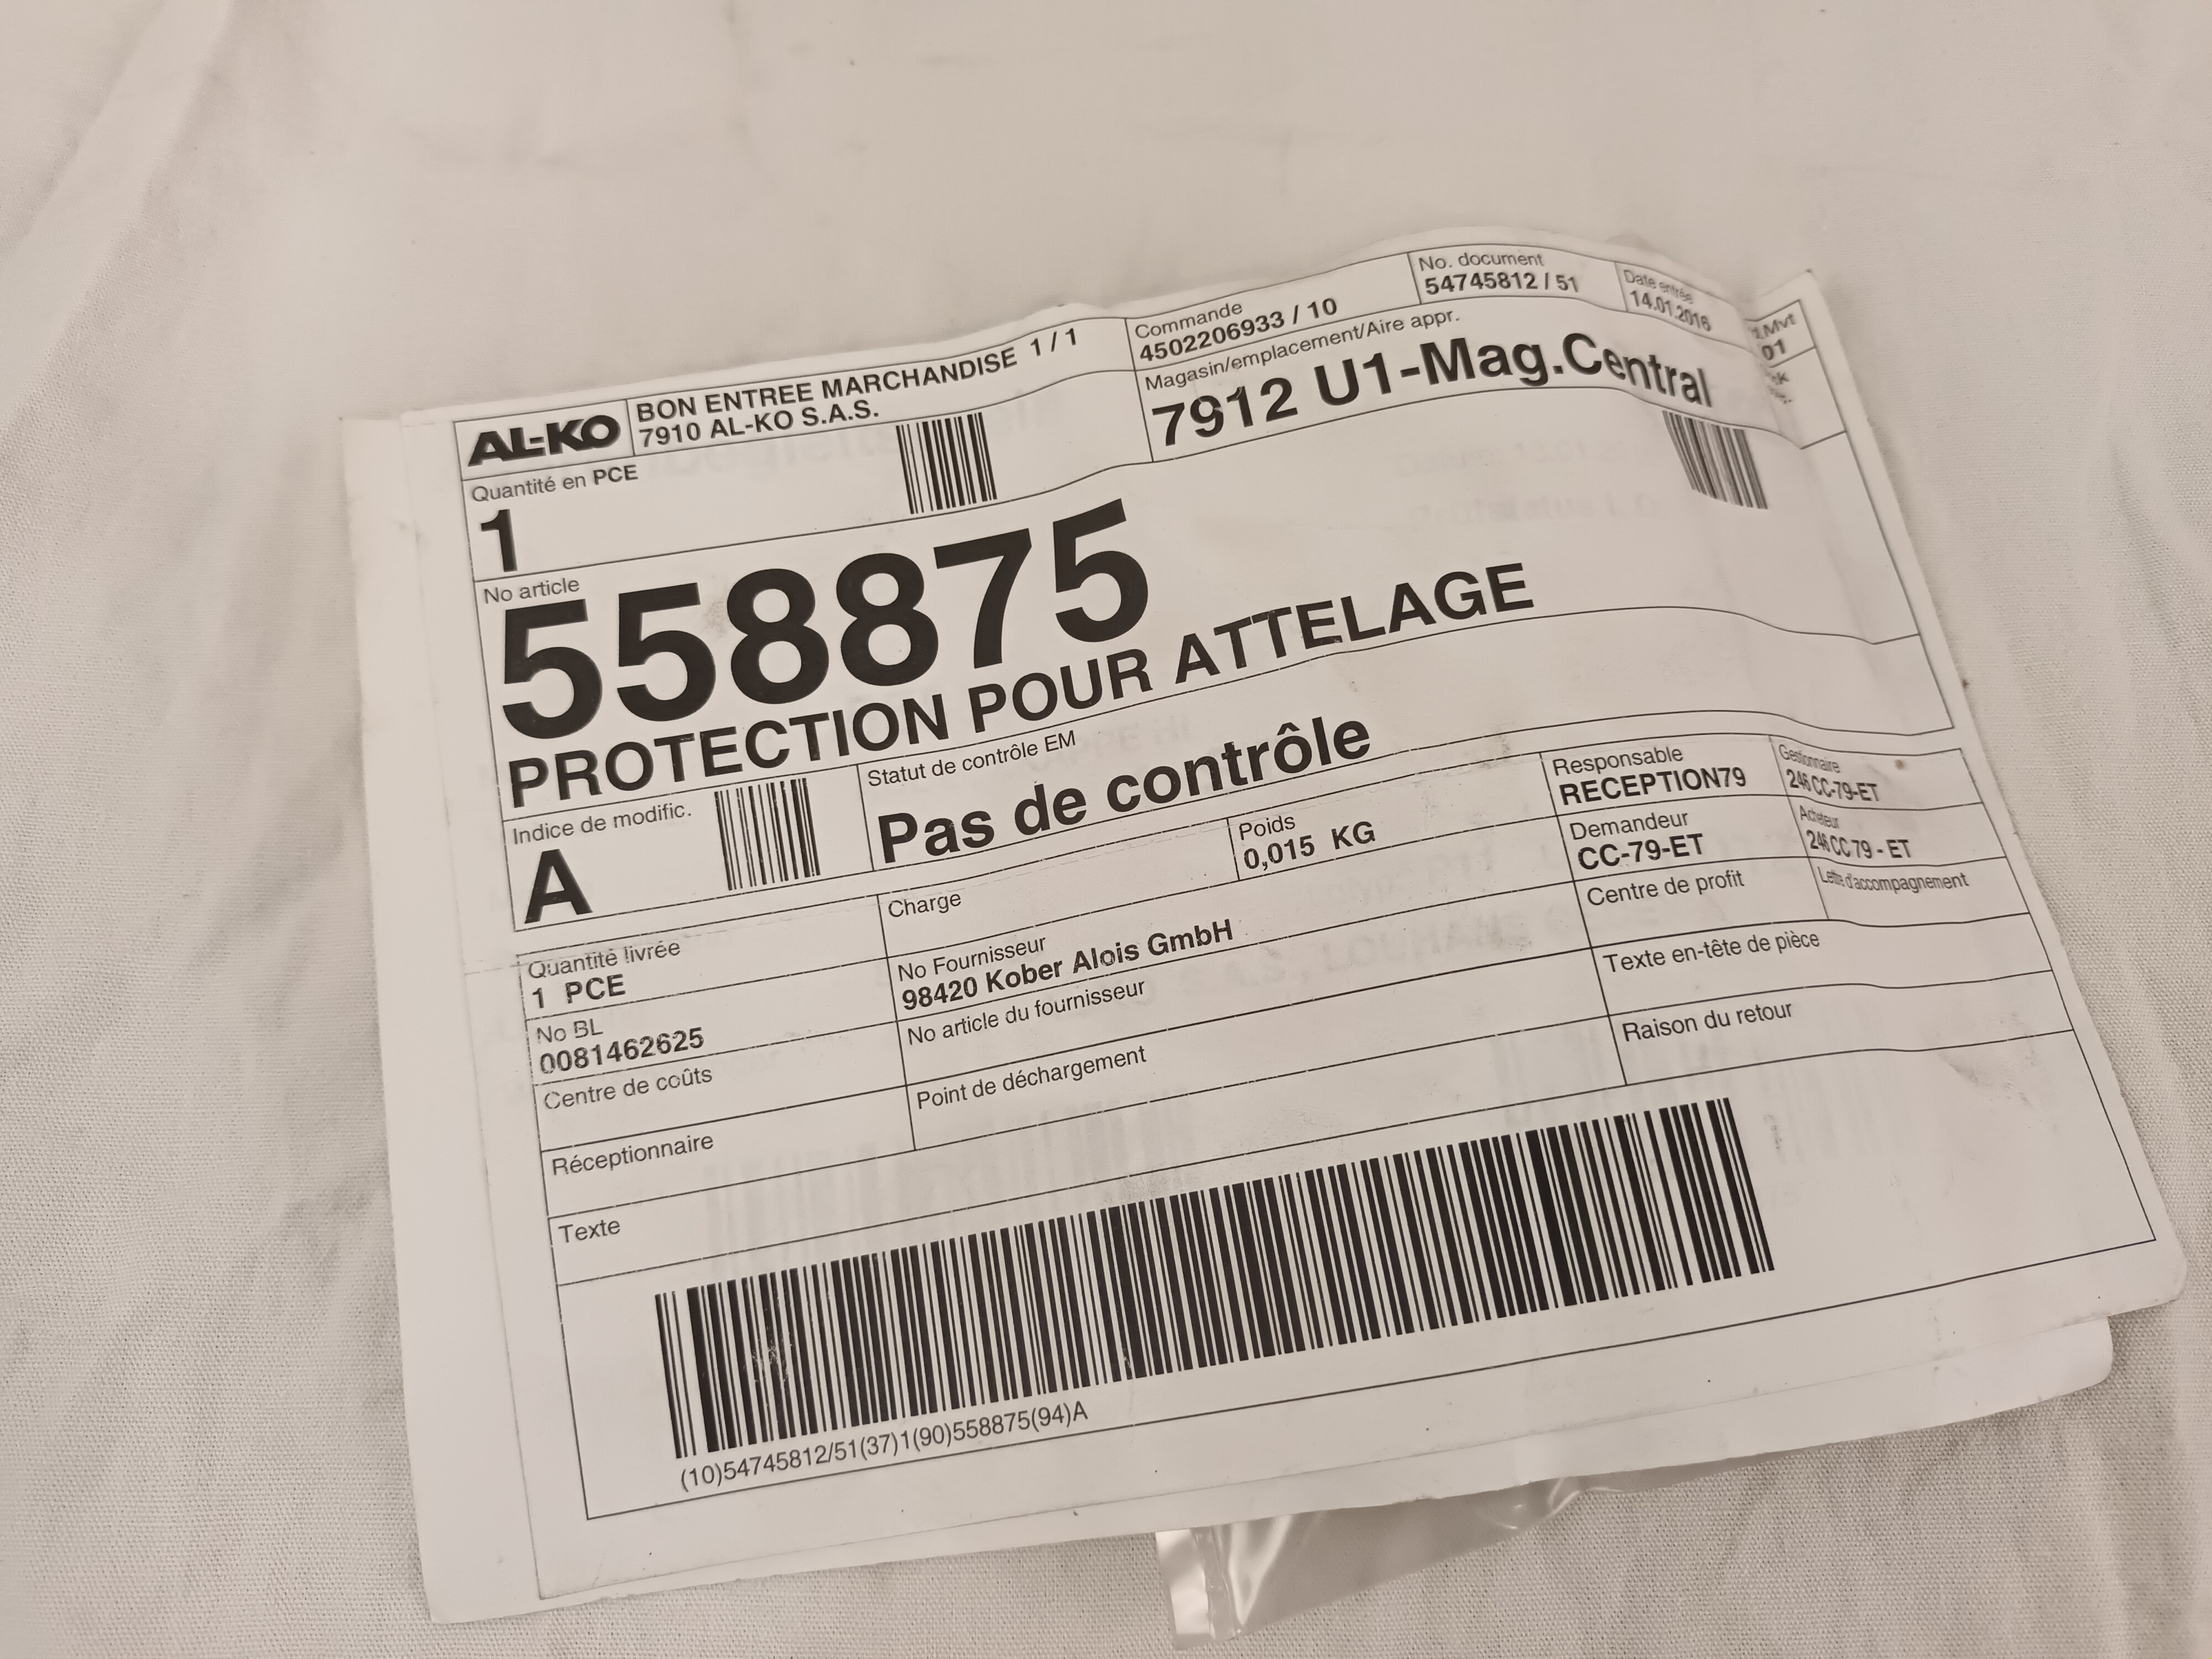 AL-KO
BON ENTREE MARCHANDISE 1 / 1
7910 AL-KO S.A.S.
Commande
4502206933 / 10
No. document
54745812 / 51
Date entrée
14.01.2016
Mvt
01
Magasin/emplacement/Aire appr.
7912 U1-Mag.Central
Quantité en PCE
1
No article
558875
PROTECTION POUR ATTELAGE
Indice de modific.
A
Statut de contrôle EM
Pas de contrôle
Quantité livrée
1 PCE
Charge
Poids
0,015 KG
Responsable
RECEPTION79
Gestionnaire
246 CC-79-ET
No BL
0081462625
No Fournisseur
98420 Kober Alois GmbH
Demandeur
CC-79-ET
Acheteur
246 CC 79 - ET
Centre de coûts
No article du fournisseur
Centre de profit
Lettre d'accompagnement
Réceptionnaire
Point de déchargement
Texte en-tête de pièce
Raison du retour
Texte
(10)54745812/51(37)1(90)558875(94)A